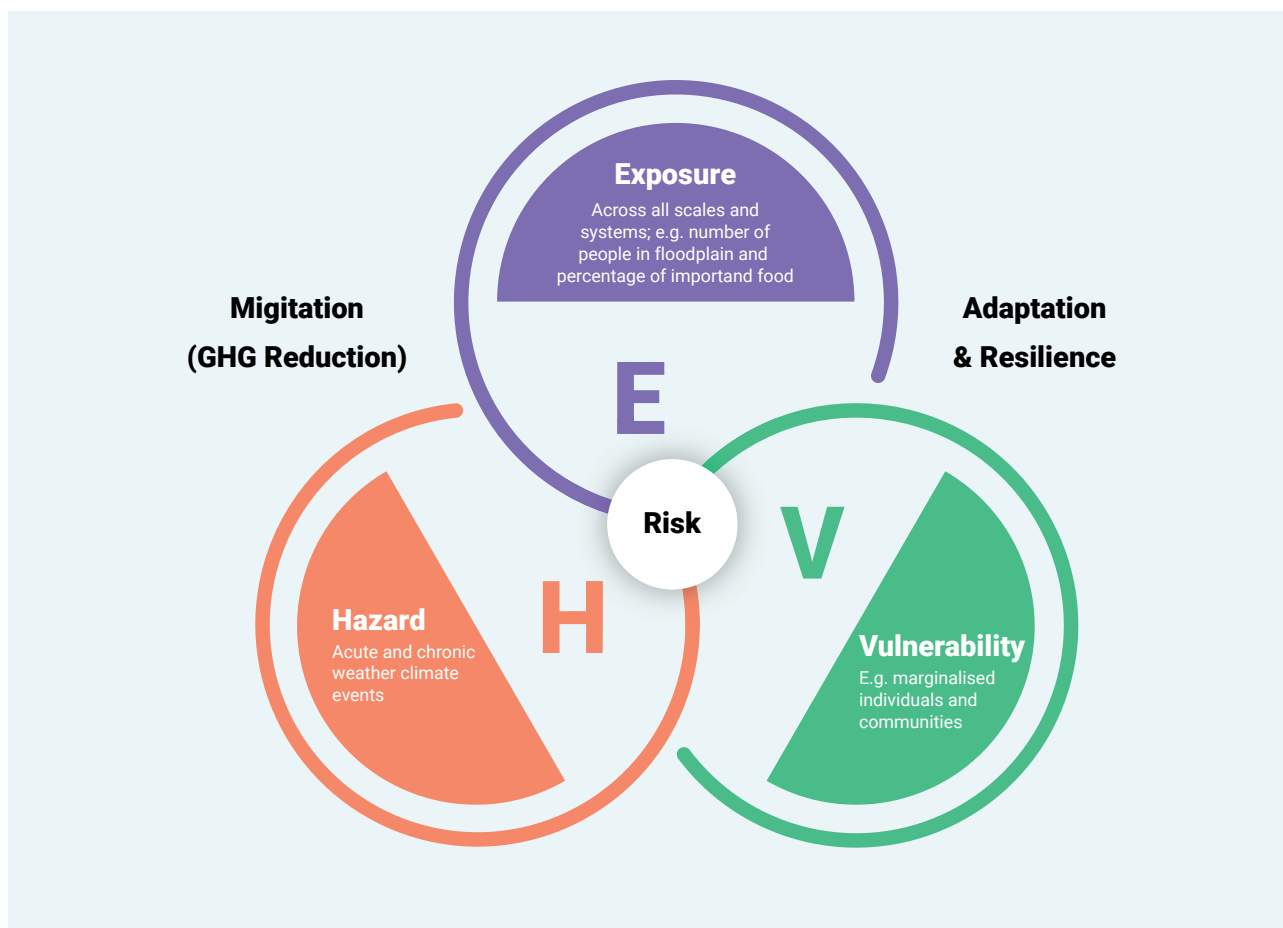 Exposure
Across all scales and
systems; e.g. number of
people in floodplain and
percentage of importand food
Migitation
(GHG Reduction)
Adaptation
& Resilience
E
Risk
V
H
Hazard
Acute and chronic
weather climate
events
Vulnerability
E.g. marginalised
individuals and
communities